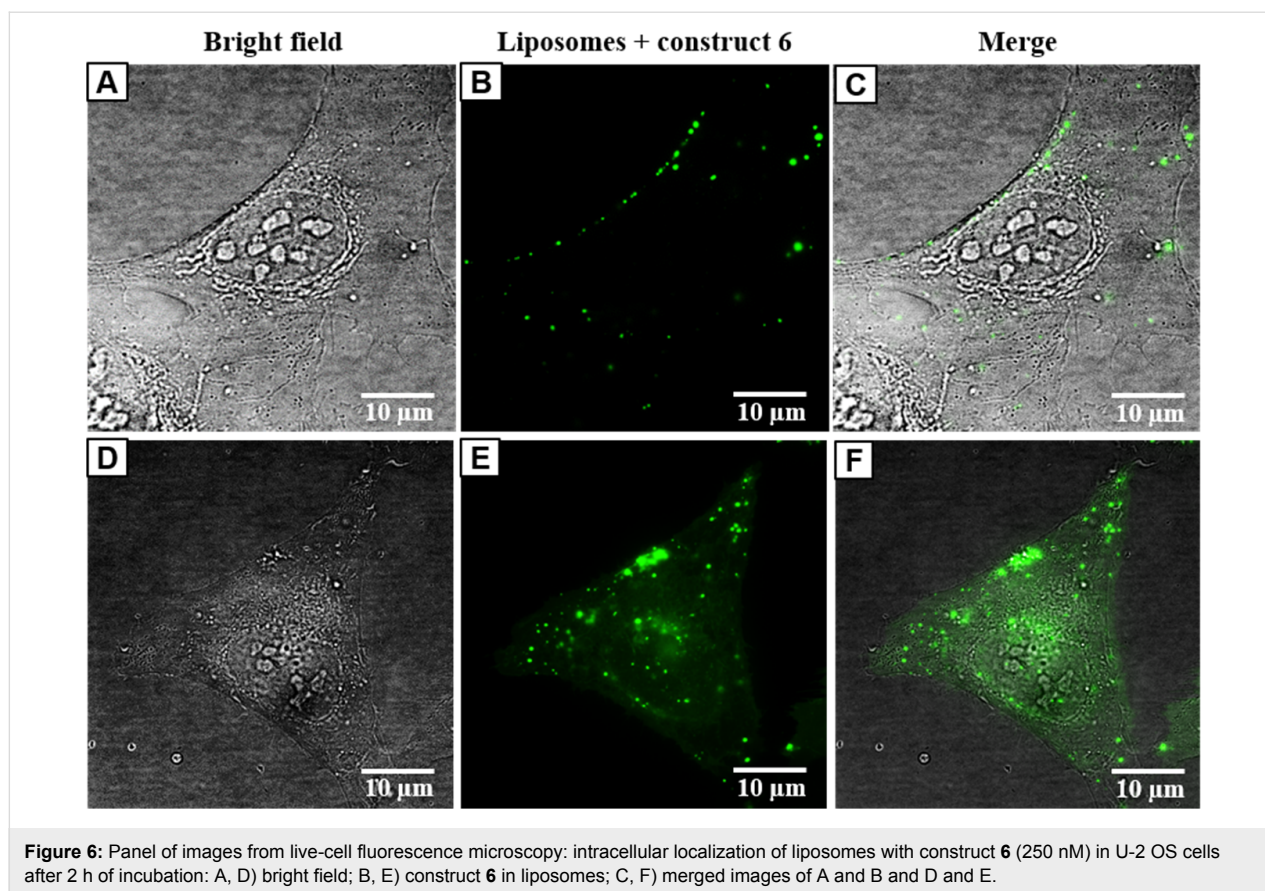 Bright field Liposomes + construct 6 Merge
A B C
10 µm 10 µm 10 µm
D E F
10 µm 10 µm 10 µm
Figure 6: Panel of images from live-cell fluorescence microscopy: intracellular localization of liposomes with construct 6 (250 nM) in U-2 OS cells
after 2 h of incubation: A, D) bright field; B, E) construct 6 in liposomes; C, F) merged images of A and B and D and E.